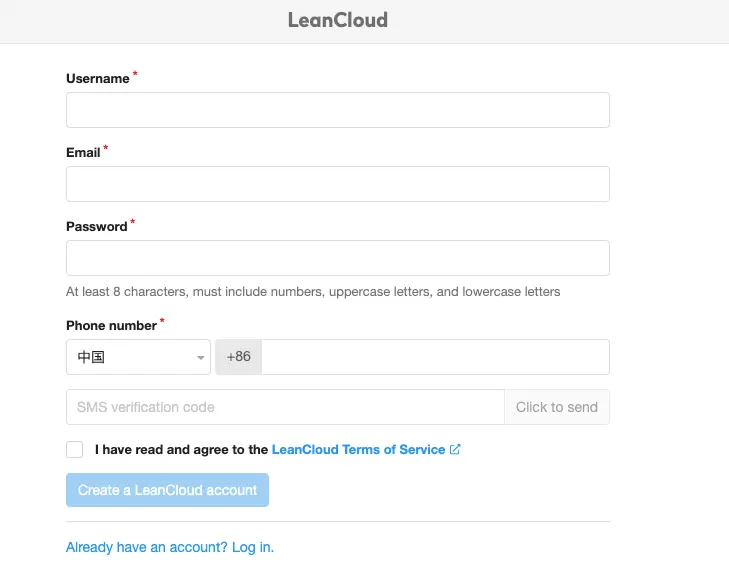 LeanCloud
Username *
Email *
Password *
At least 8 characters, must include numbers, uppercase letters, and lowercase letters
Phone number *
中国 +86
SMS verification code Click to send
I have read and agree to the LeanCloud Terms of Service
Create a LeanCloud account
Already have an account? Log in.